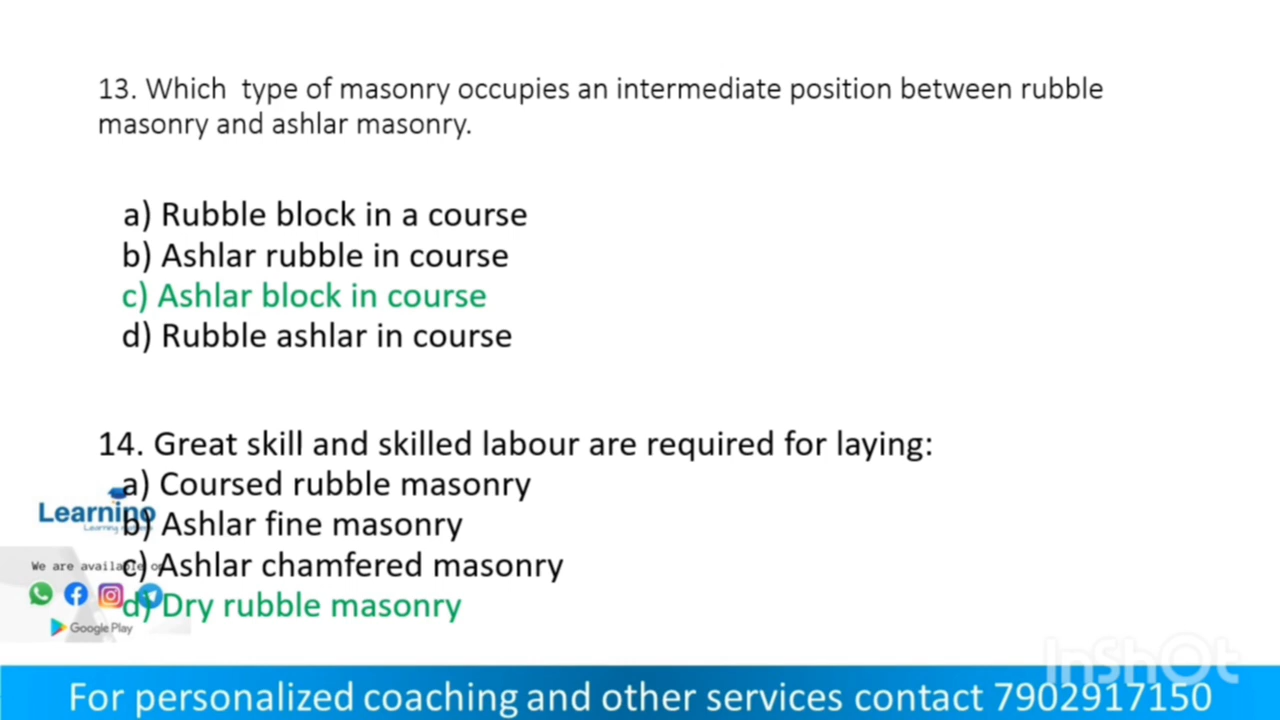 13. Which type of masonry occupies an intermediate position between rubble
masonry and ashlar masonry.
a) Rubble block in a course
b) Ashlar rubble in course
c) Ashlar block in course
d) Rubble ashlar in course
14. Great skill and skilled labour are required for laying:
a) Coursed rubble masonry
b) Ashlar fine masonry
c) Ashlar chamfered masonry
d) Dry rubble masonry
Learnino
Learning
We are available
Google Play
InShOt
For personalized coaching and other services contact 7902917150